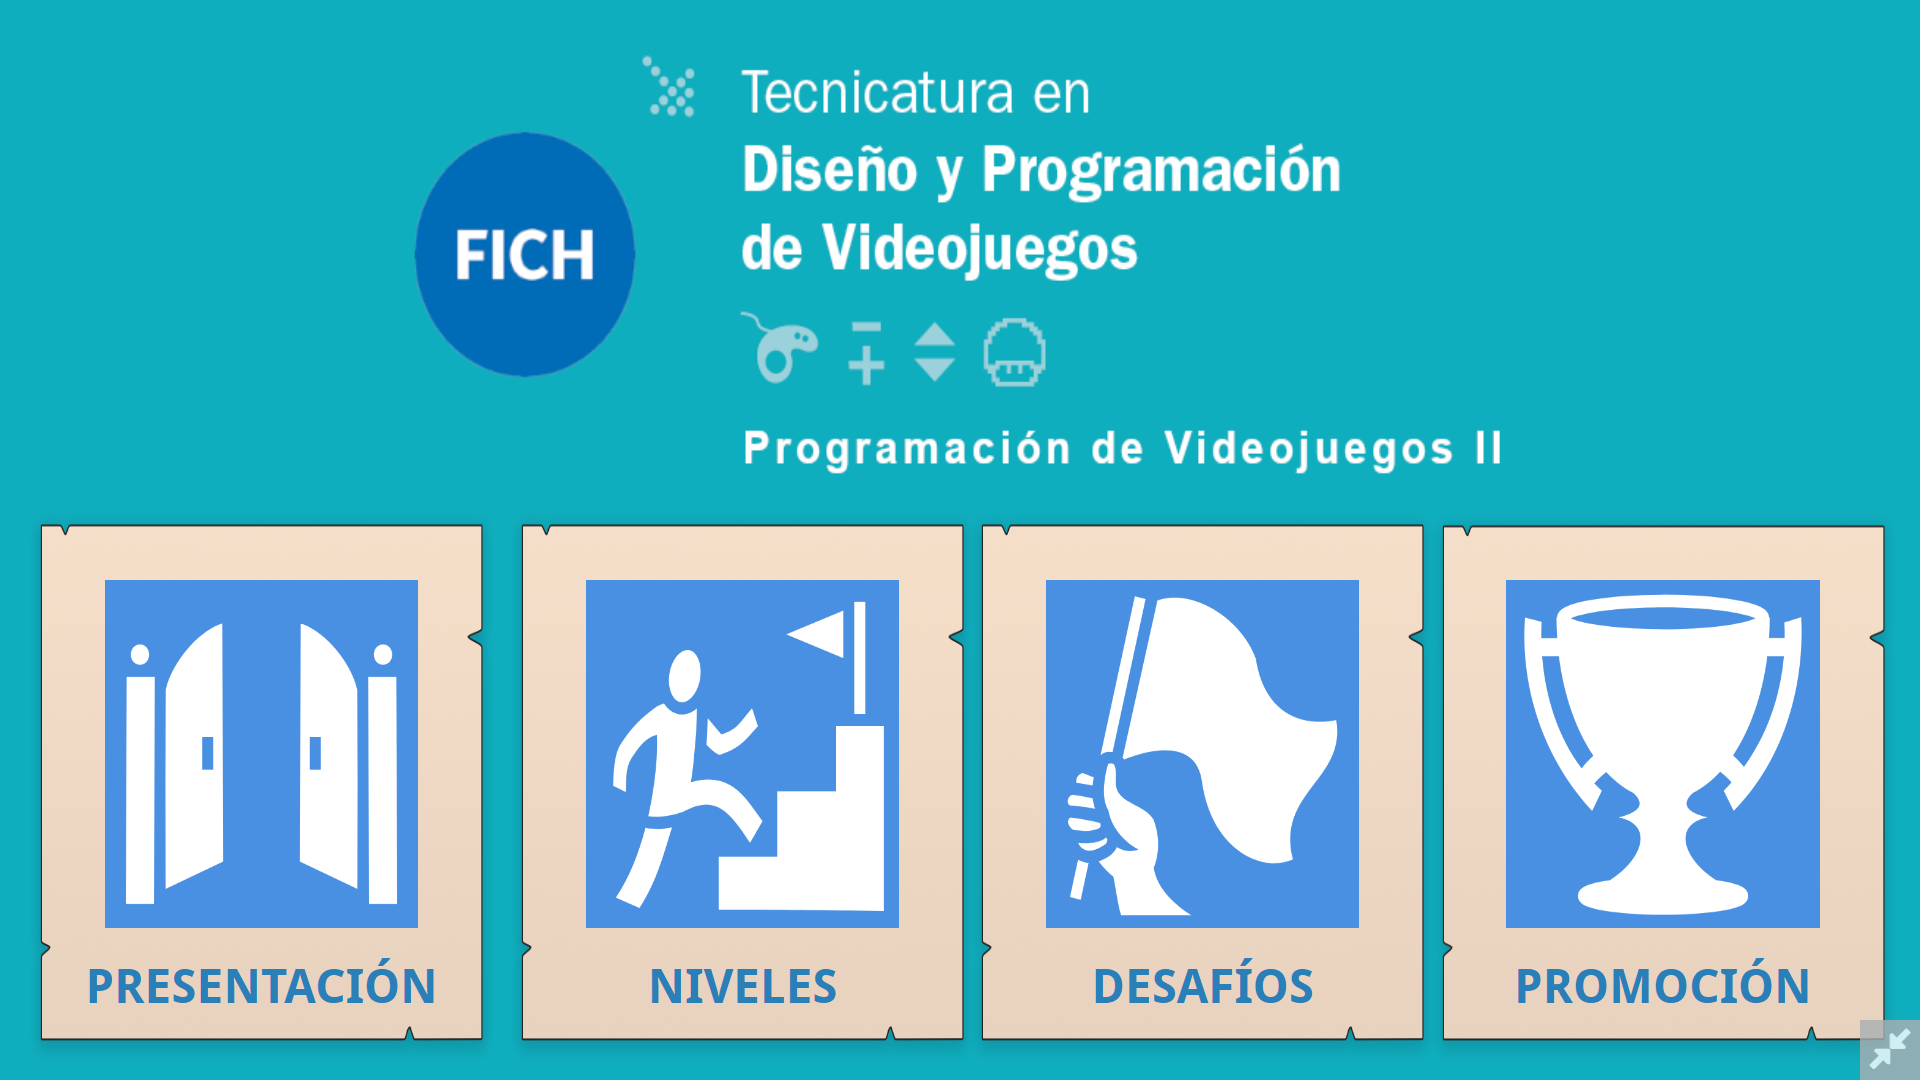 Tecnicatura en
Diseño y Programación
de Videojuegos
FICH
Programación de Videojuegos II
PRESENTACIÓN
NIVELES
DESAFÍOS
PROMOCIÓN